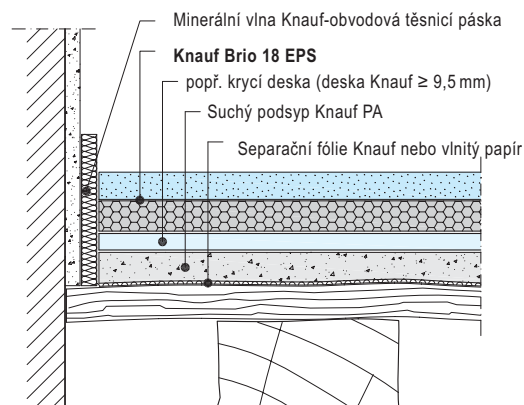 Minerální vlna Knauf-obvodová těsnicí páska
Knauf Brio 18 EPS
popř. krycí deska (deska Knauf ≥ 9,5 mm)
Suchý podsyp Knauf PA
Separační fólie Knauf nebo vlnitý papír